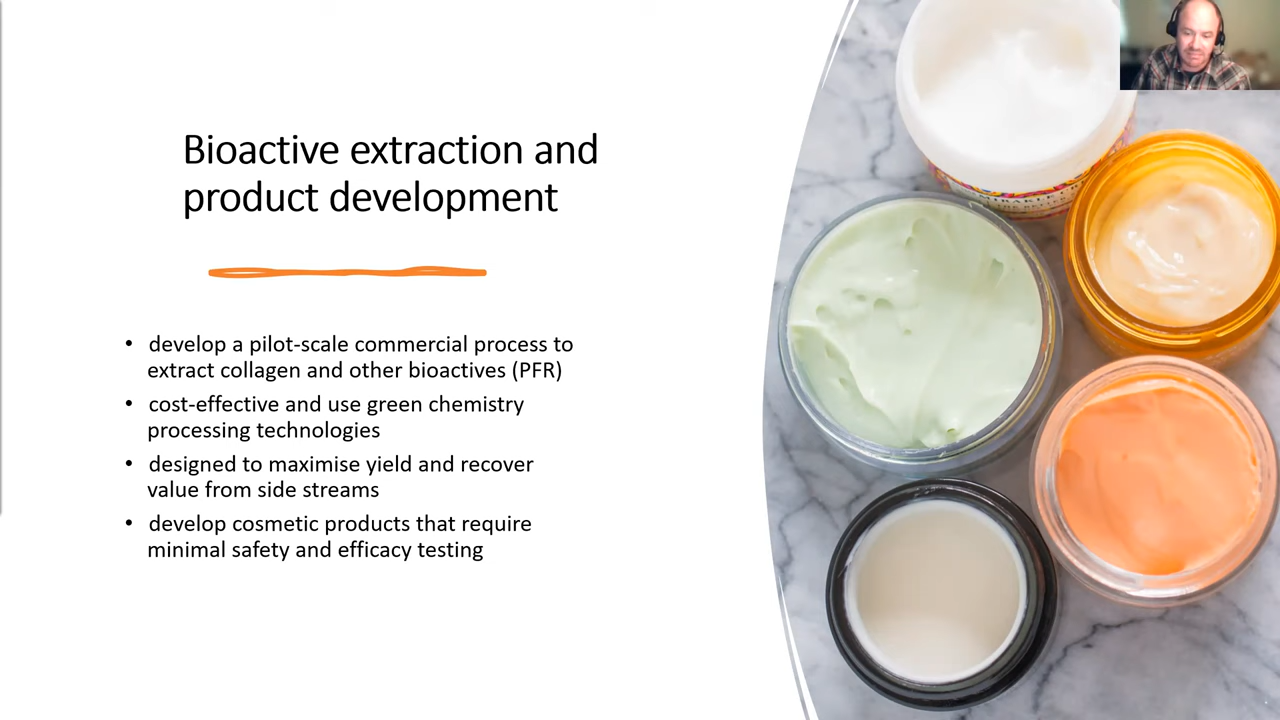 Bioactive extraction and
product development
• develop a pilot-scale commercial process to
extract collagen and other bioactives (PFR)
• cost-effective and use green chemistry
processing technologies
• designed to maximise yield and recover
value from side streams
• develop cosmetic products that require
minimal safety and efficacy testing